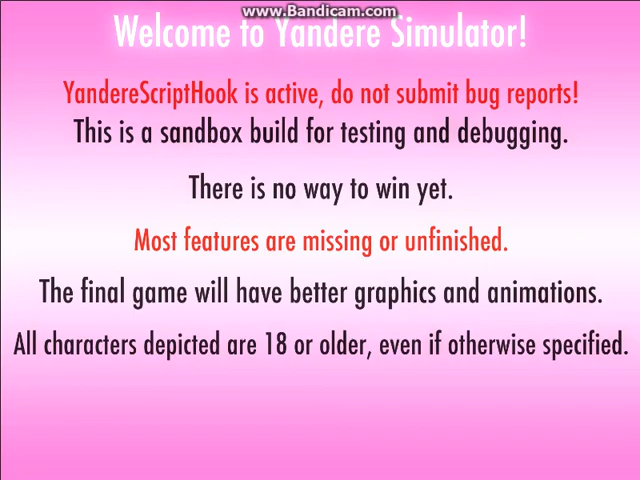 www.Bandicam.com
Welcome to Yandere Simulator!
YandereScriptHook is active, do not submit bug reports!
This is a sandbox build for testing and debugging.
There is no way to win yet.
Most features are missing or unfinished.
The final game will have better graphics and animations.
All characters depicted are 18 or older, even if otherwise specified.